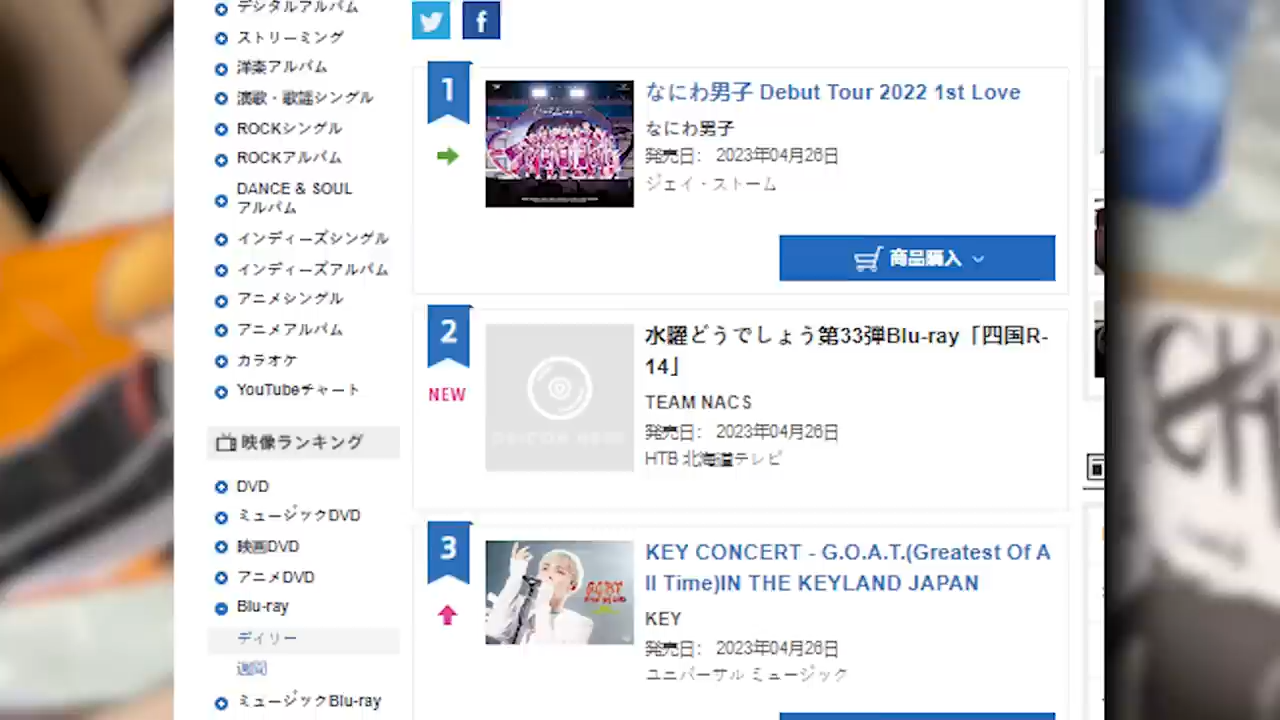 デジタルアルバム
ストリーミング
洋楽アルバム
演歌・歌謡シングル
ROCKシングル
ROCKアルバム
DANCE & SOUL
アルバム
インディーズシングル
インディーズアルバム
アニメシングル
アニメアルバム
カラオケ
YouTubeチャート
映像ランキング
DVD
ミュージックDVD
映画DVD
アニメDVD
Blu-ray
デイリー
週間
ミュージックBlu-ray
1
なにわ男子 Debut Tour 2022 1st Love
なにわ男子
発売日： 2023年04月26日
ジェイ・ストーム
商品購入
2
NEW
水曜どうでしょう第33弾Blu-ray「四国R-
14」
TEAM NACS
発売日： 2023年04月26日
HTB 北海道テレビ
3
KEY CONCERT - G.O.A.T.(Greatest Of A
ll Time)IN THE KEYLAND JAPAN
KEY
発売日： 2023年04月26日
ユニバーサル ミュージック